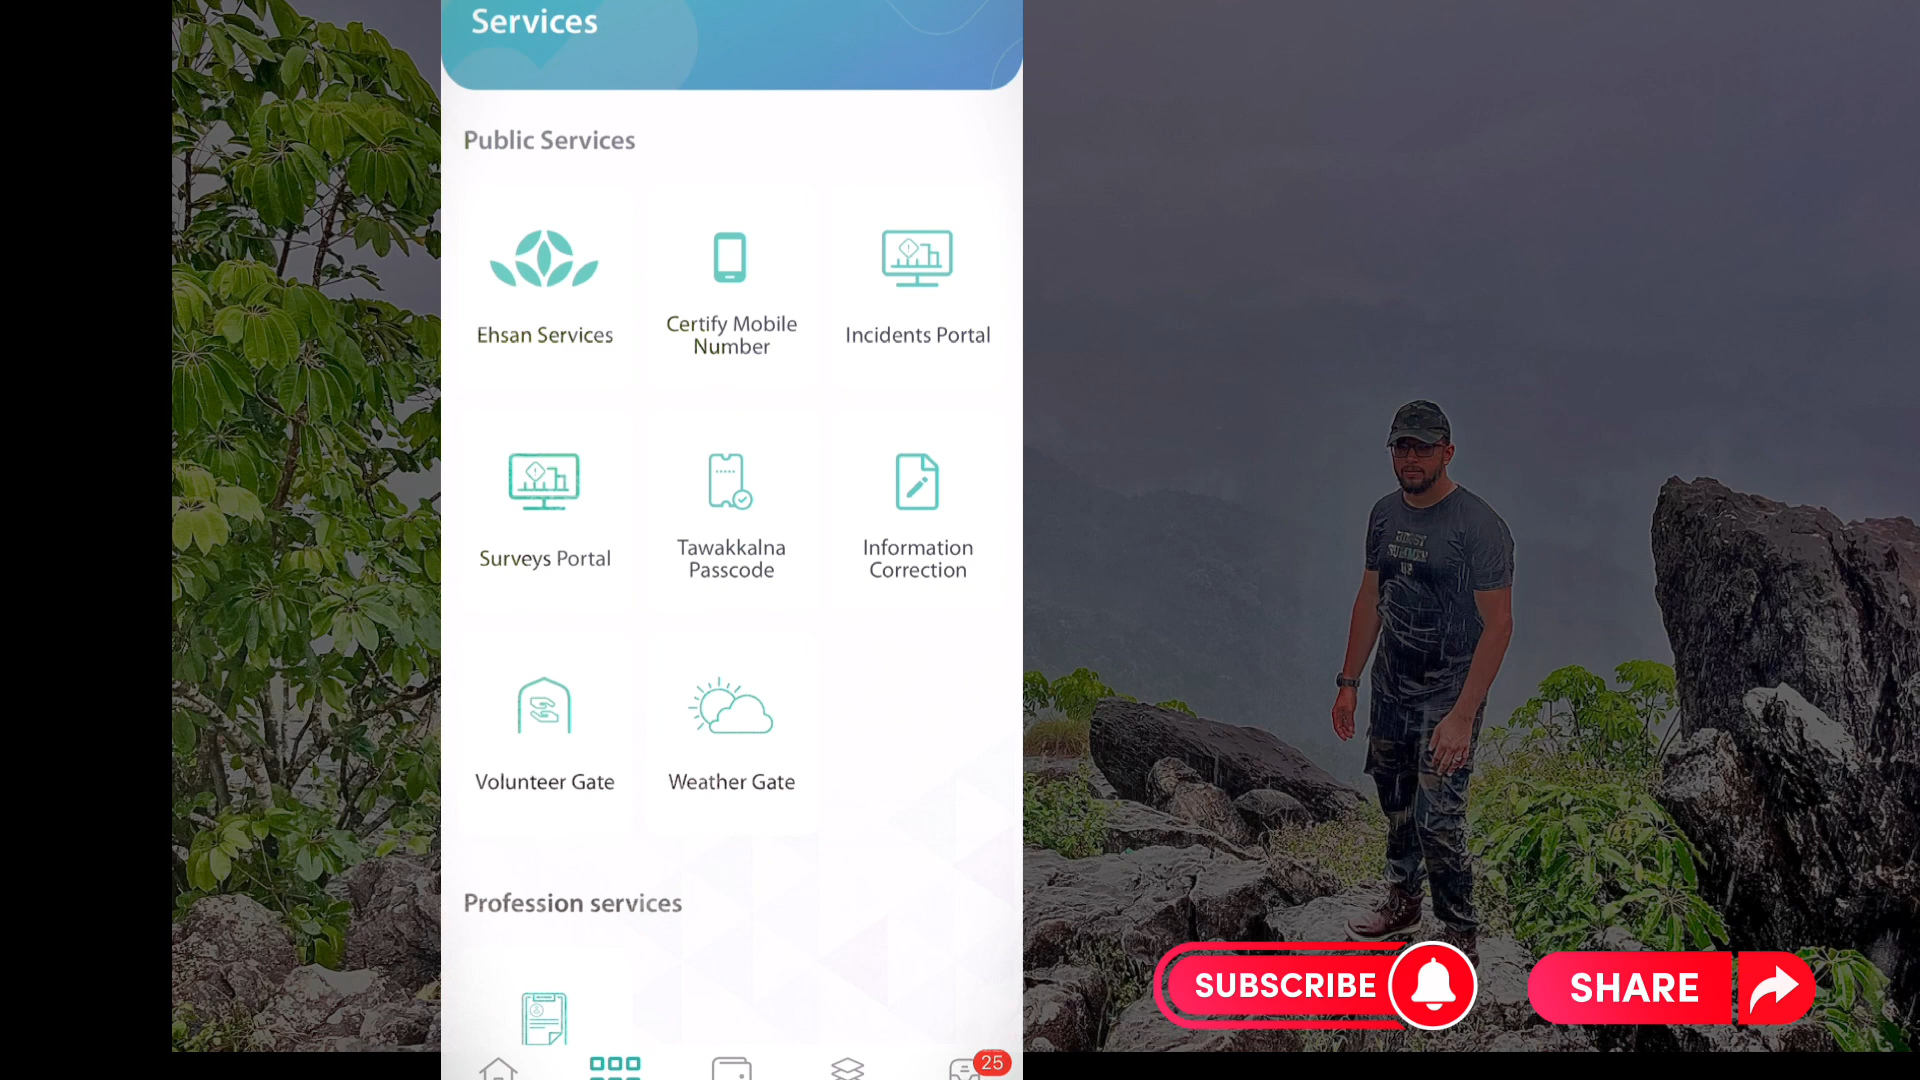 Services
Public Services
Ehsan Services
Certify Mobile
Number
Incidents Portal
Surveys Portal
Tawakkalna
Passcode
Information
Correction
Volunteer Gate
Weather Gate
Profession services
25
SUBSCRIBE
SHARE